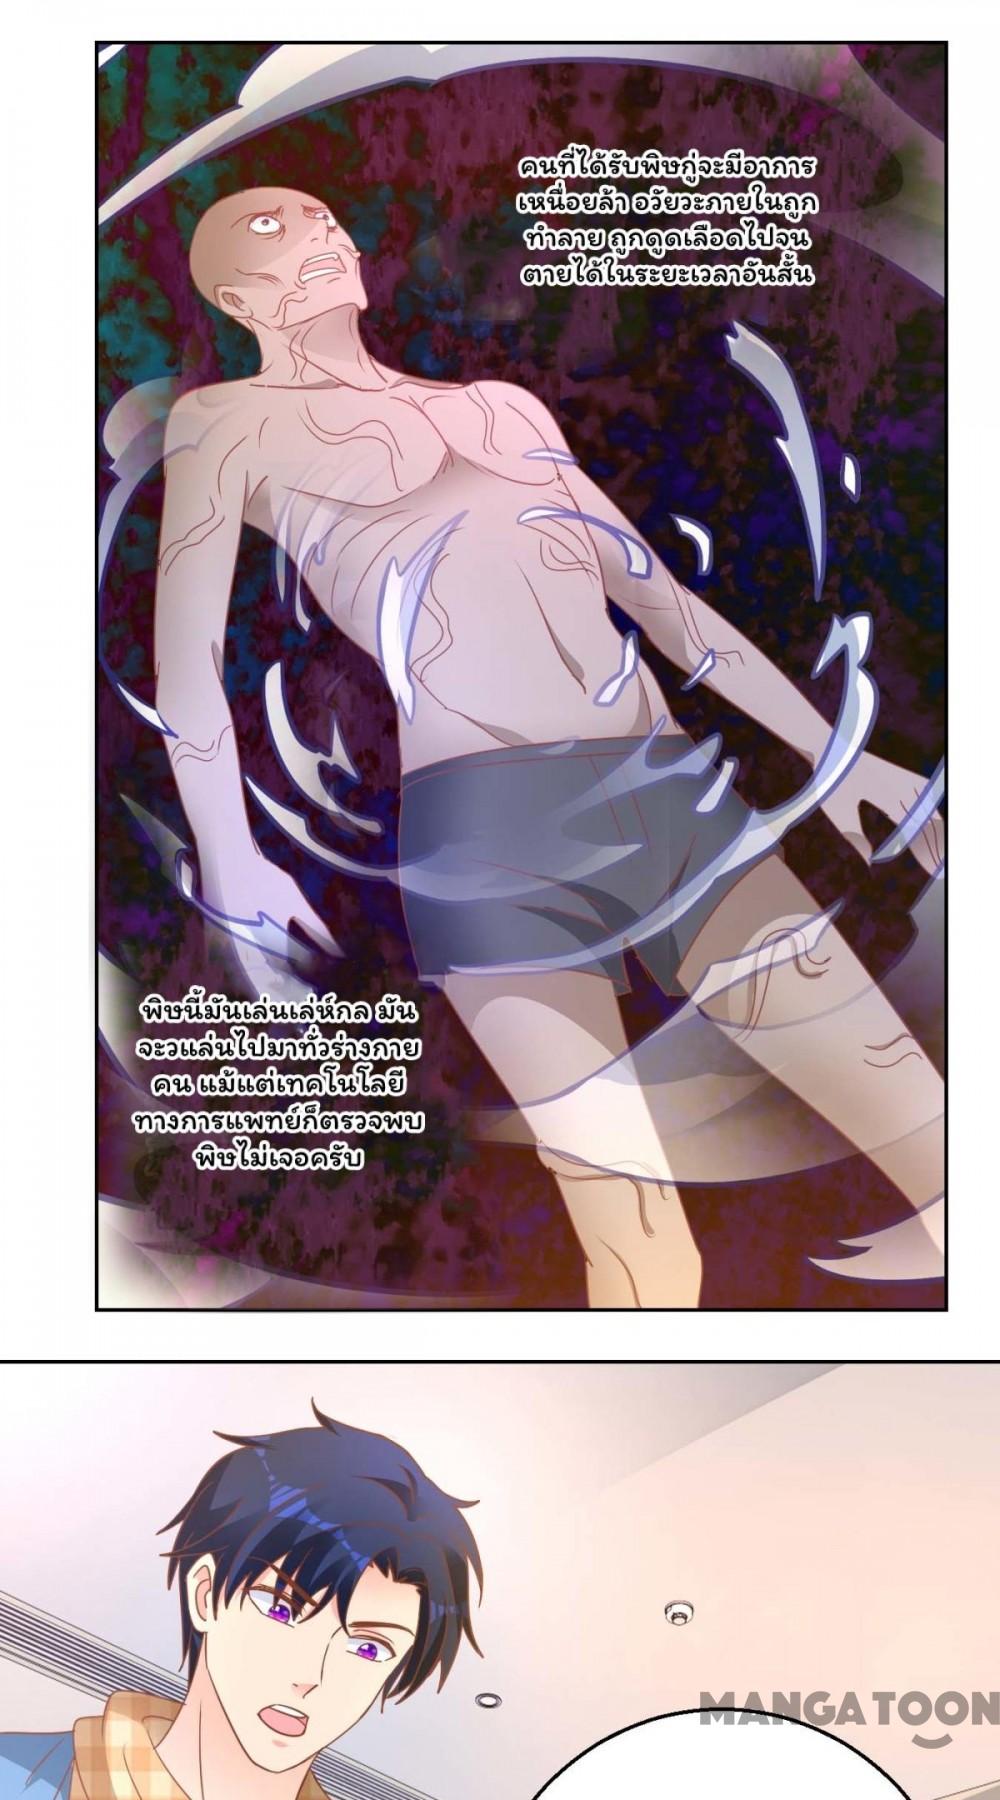 คนที่ได้รับพิษกู่จะมีอาการ
เหนื่อยล้า อวัยวะภายในถูก
ทำลาย ถูกดูดเลือดไปจน
ตายได้ในระยะเวลาอันสั้น
พิษนี้มันเล่นเล่ห์กล มัน
จะวแล่นไปมาทั่วร่างกาย
คน แม้แต่เทคโนโลยี
ทางการแพทย์ก็ตรวจพบ
พิษไม่เจอครับ
MANGATOON